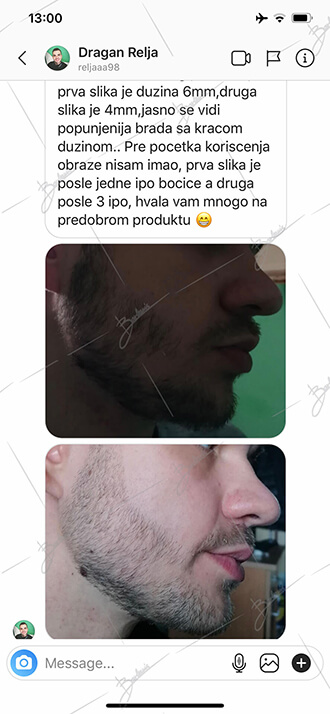 13:00
Dragan Relja
reljaaa98
prva slika je duzina 6mm,druga
slika je 4mm,jasno se vidi
popunjenija brada sa kracom
duzinom.. Pre pocetka koriscenja
obraze nisam imao, prva slika je
posle jedne ipo bocice a druga
posle 3 ipo, hvala vam mnogo na
predobrom produktu 😁
Message...